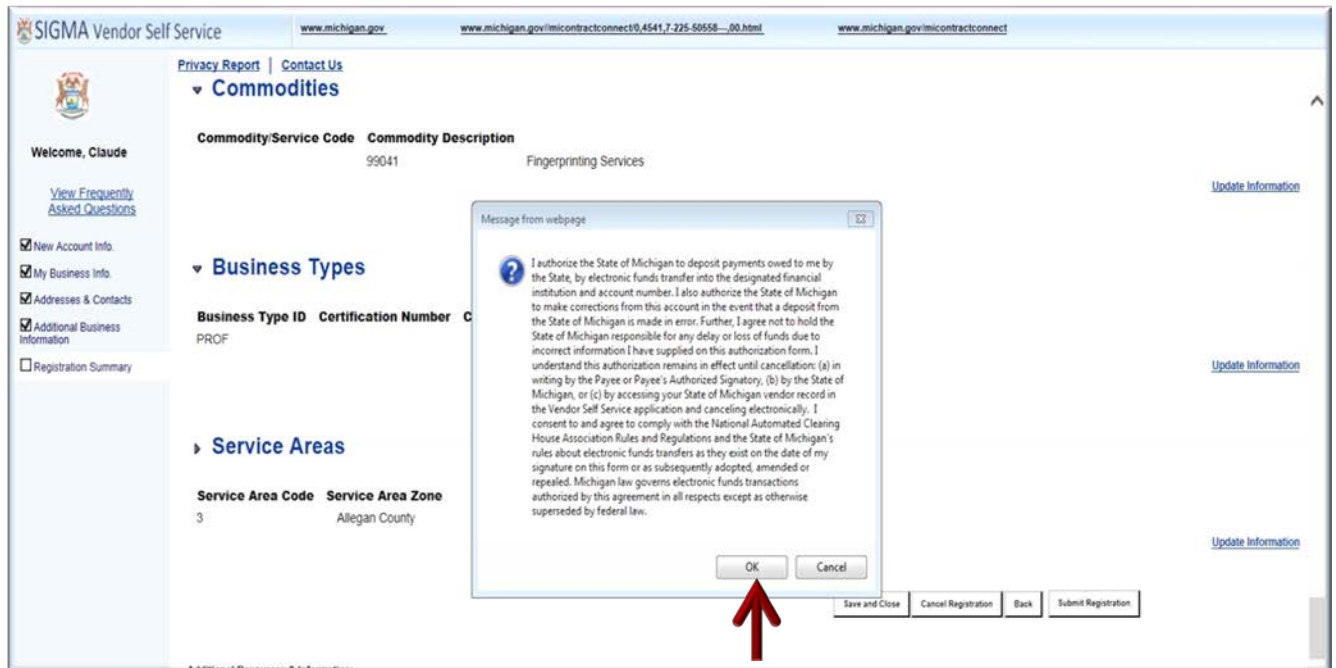 SIGMA Vendor Self Service
www.michigan.gov
www.michigan.gov/micontractconnect/0,4541,7-225-50558---,00.html
www.michigan.gov/micontractconnect
Privacy Report | Contact Us
Welcome, Claude
View Frequently
Asked Questions
New Account Info.
My Business Info.
Addresses & Contacts
Additional Business
Information
Registration Summary
Commodities
Commodity/Service Code Commodity Description
99041 Fingerprinting Services
Update Information
Business Types
Business Type ID Certification Number C
PROF
Update Information
Service Areas
Service Area Code Service Area Zone
3 Allegan County
Update Information
Message from webpage
I authorize the State of Michigan to deposit payments owed to me by
the State, by electronic funds transfer into the designated financial
institution and account number. I also authorize the State of Michigan
to make corrections from this account in the event that a deposit from
the State of Michigan is made in error. Further, I agree not to hold the
State of Michigan responsible for any delay or loss of funds due to
incorrect information I have supplied on this authorization form. I
understand this authorization remains in effect until cancellation: (a) in
writing by the Payee or Payee's Authorized Signatory, (b) by the State of
Michigan, or (c) by accessing your State of Michigan vendor record in
the Vendor Self Service application and canceling electronically. I
consent to and agree to comply with the National Automated Clearing
House Association Rules and Regulations and the State of Michigan's
rules about electronic funds transfers as they exist on the date of my
signature on this form or as subsequently adopted, amended or
repealed. Michigan law governs electronic funds transactions
authorized by this agreement in all respects except as otherwise
superseded by federal law.
OK Cancel
Save and Close Cancel Registration Back Submit Registration